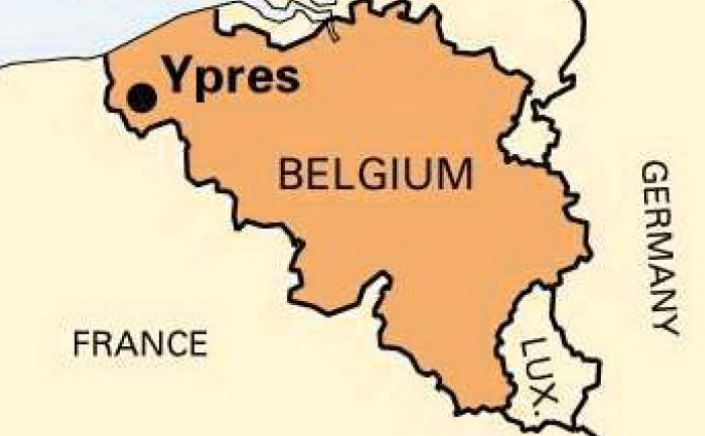 Ypres
BELGIUM
GERMANY
FRANCE
LUX.